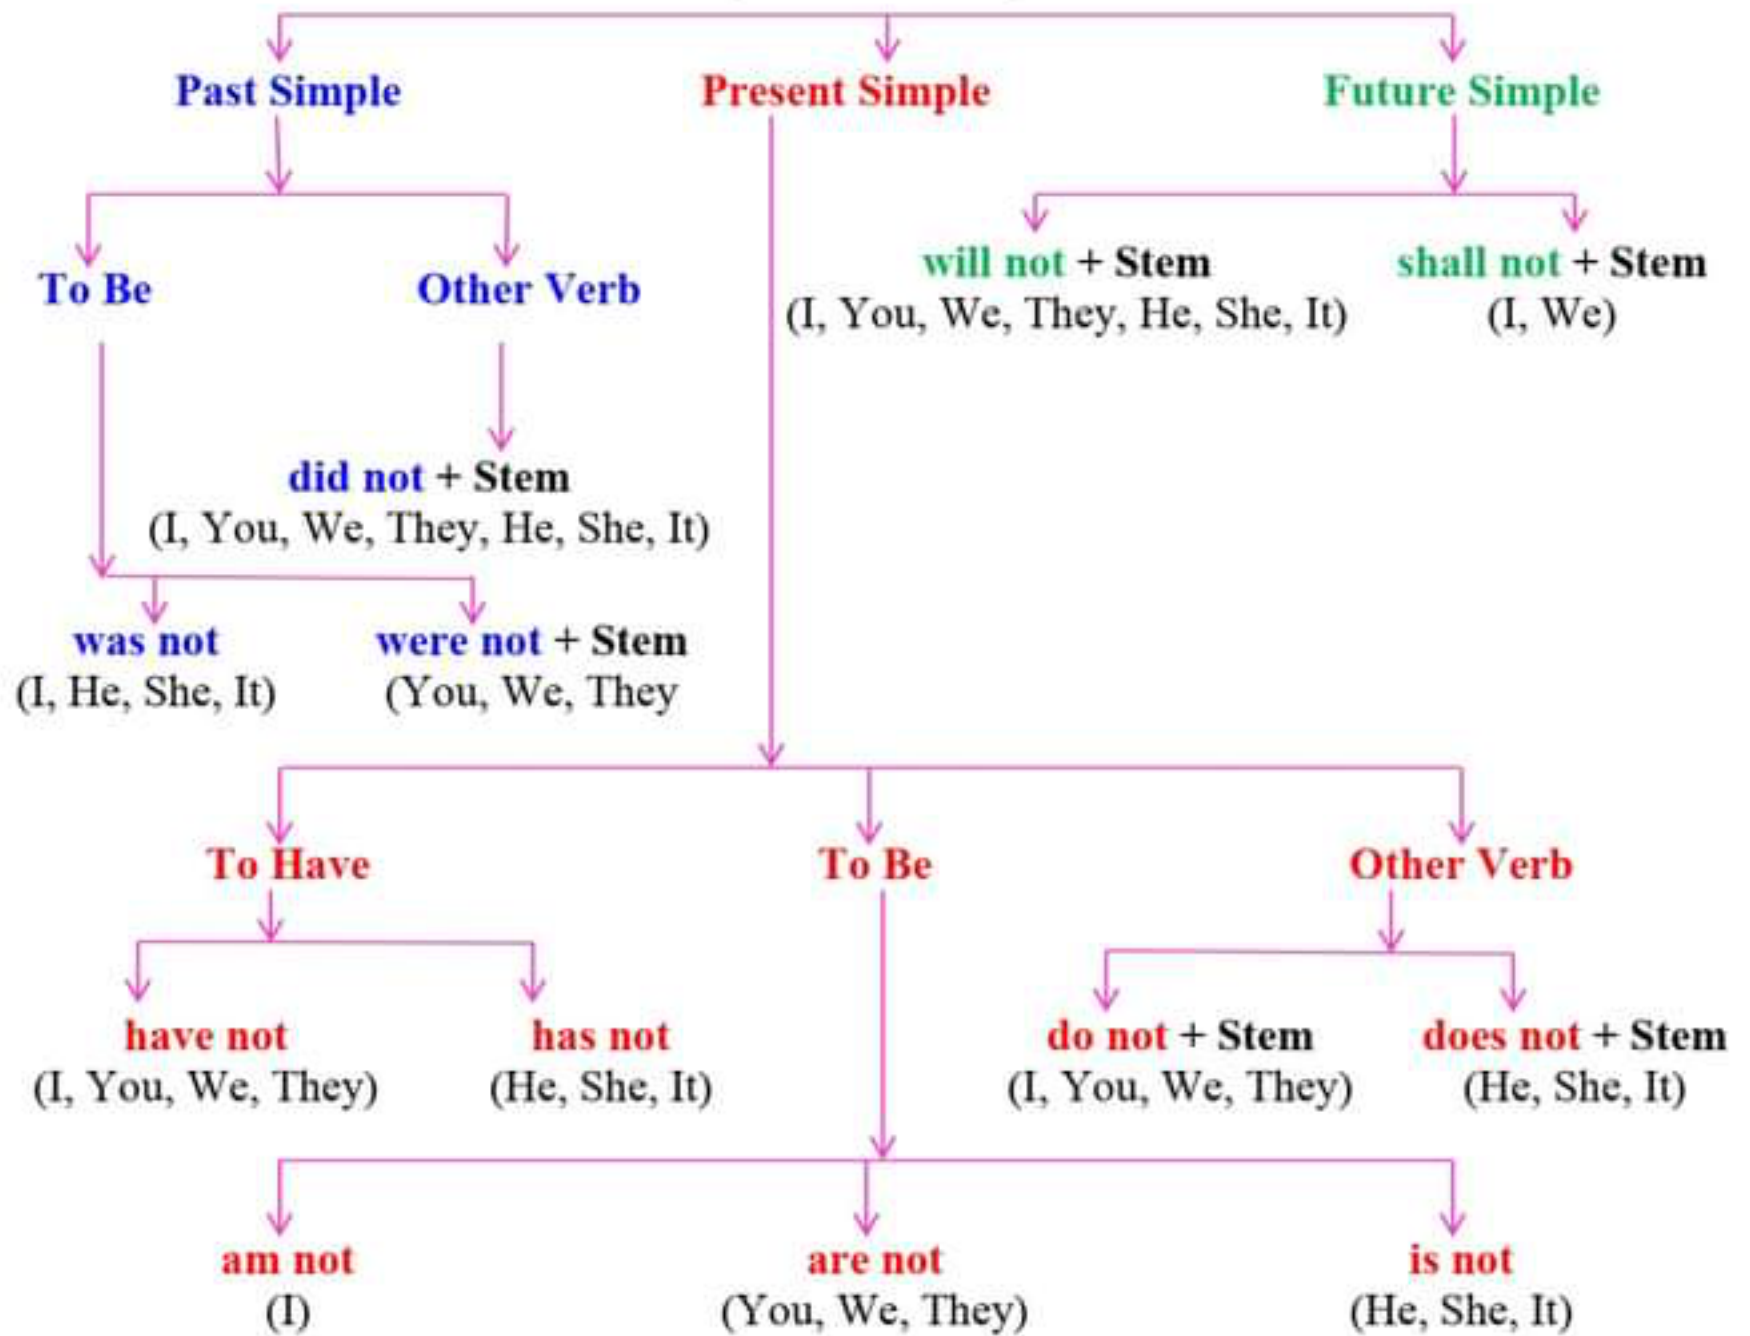 Past Simple
Present Simple
Future Simple
To Be
Other Verb
will not + Stem
(I, You, We, They, He, She, It)
shall not + Stem
(I, We)
did not + Stem
(I, You, We, They, He, She, It)
was not
(I, He, She, It)
were not + Stem
(You, We, They
To Have
To Be
Other Verb
have not
(I, You, We, They)
has not
(He, She, It)
do not + Stem
(I, You, We, They)
does not + Stem
(He, She, It)
am not
(I)
are not
(You, We, They)
is not
(He, She, It)